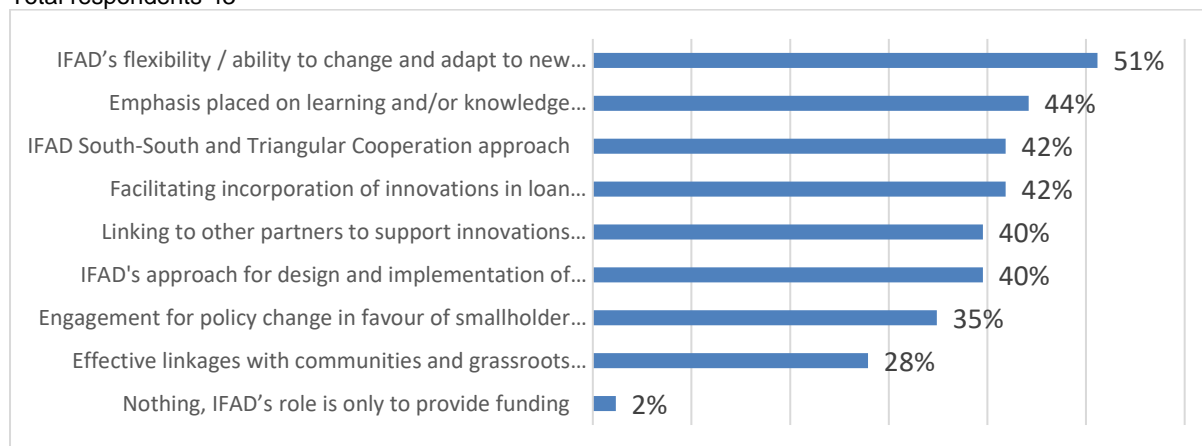 Total respondents
IFAD’s flexibility / ability to change and adapt to new… 51%
Emphasis placed on learning and/or knowledge… 44%
IFAD South-South and Triangular Cooperation approach 42%
Facilitating incorporation of innovations in loan… 42%
Linking to other partners to support innovations… 40%
IFAD's approach for design and implementation of… 40%
Engagement for policy change in favour of smallholder… 35%
Effective linkages with communities and grassroots… 28%
Nothing, IFAD’s role is only to provide funding 2%